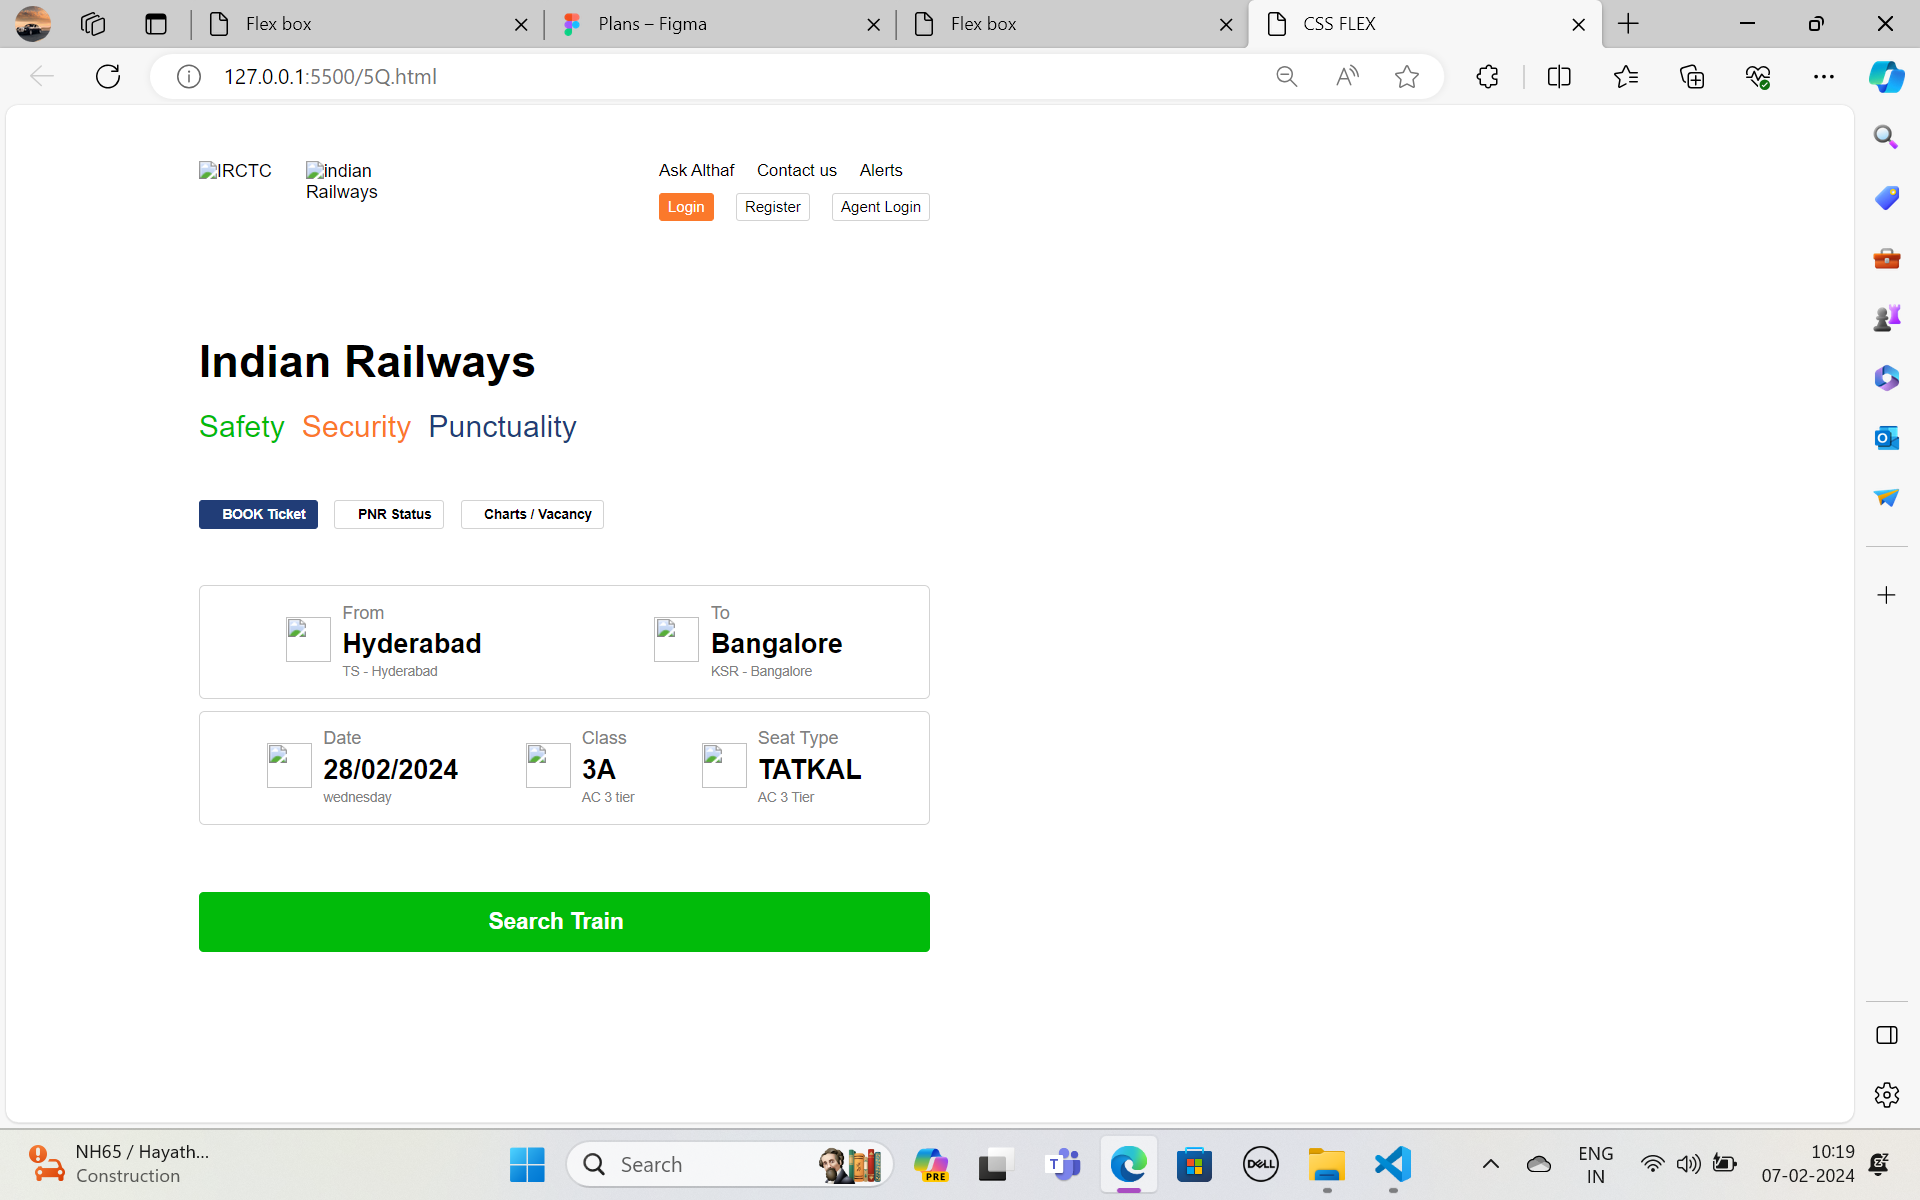 Flex box
Plans – Figma
Flex box
CSS FLEX
127.0.0.1:5500/5Q.html
IRCTC
indian
Railways
Ask Althaf Contact us Alerts
Login Register Agent Login
Indian Railways
Safety Security Punctuality
BOOK Ticket PNR Status Charts / Vacancy
From
Hyderabad
TS - Hyderabad
To
Bangalore
KSR - Bangalore
Date
28/02/2024
wednesday
Class
3A
AC 3 tier
Seat Type
TATKAL
AC 3 Tier
Search Train
NH65 / Hayath...
Construction
Search
PRE
DELL
ENG
IN
10:19
07-02-2024